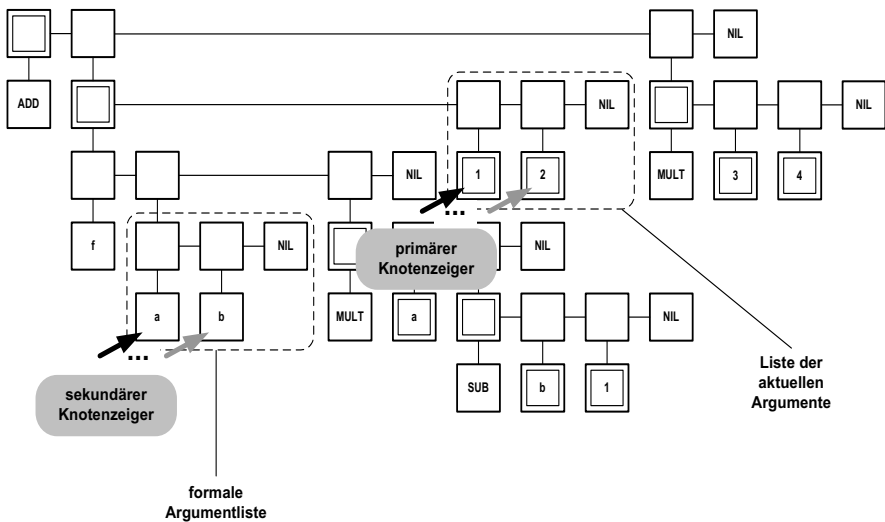 NIL
ADD
NIL
NIL
NIL
1
2
MULT
3
4
...
f
NIL
primärer
Knotenzeiger
NIL
a
b
MULT
a
NIL
...
sekundärer
Knotenzeiger
SUB
b
1
Liste der
aktuellen
Argumente
formale
Argumentliste